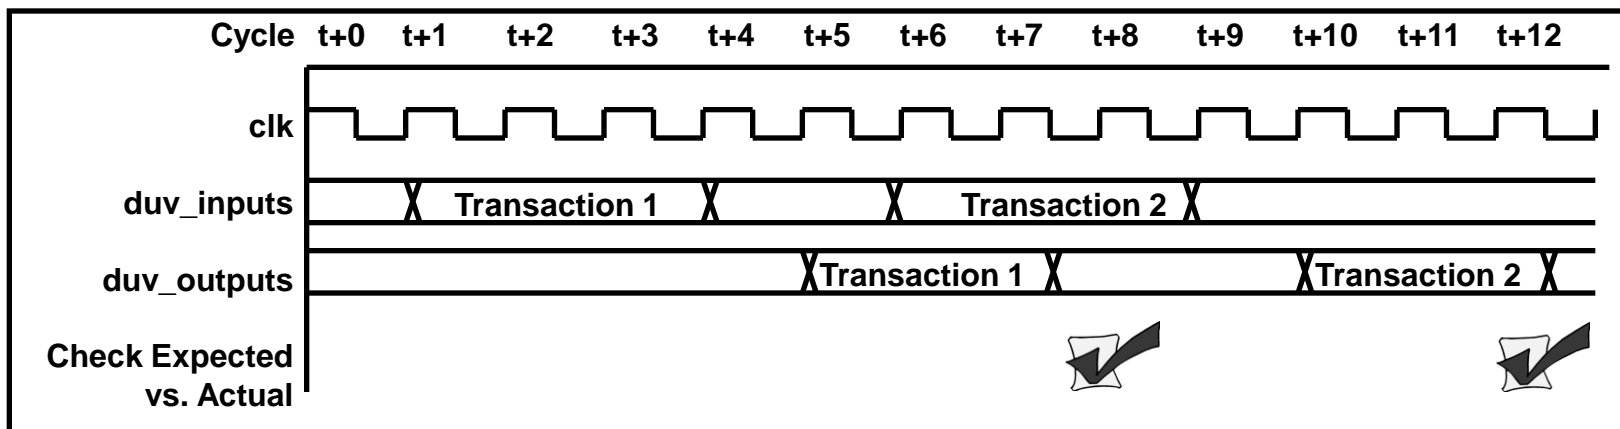 Cycle t+0 t+1 t+2 t+3 t+4 t+5 t+6 t+7 t+8 t+9 t+10 t+11 t+12
clk
duv_inputs Transaction 1 Transaction 2
duv_outputs Transaction 1 Transaction 2
Check Expected
vs. Actual